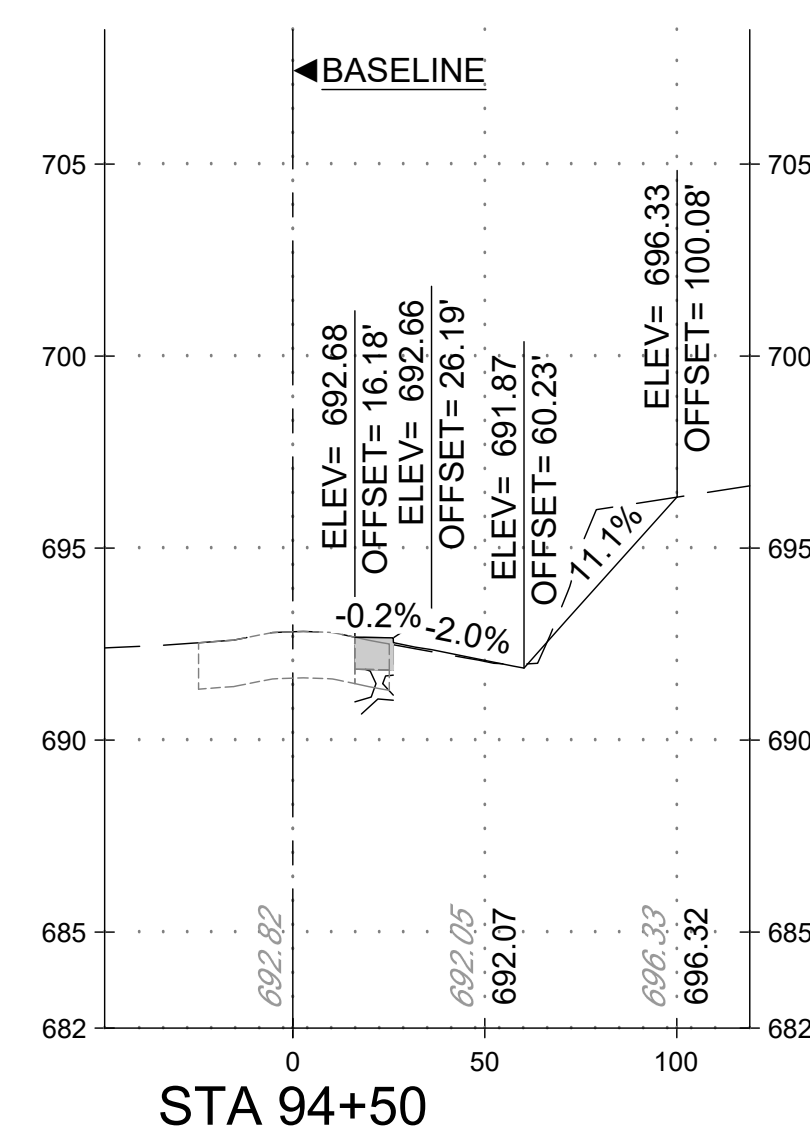 BASELINE
705
705
ELEV= 696.33
OFFSET= 100.08'
700
700
ELEV= 692.68
OFFSET= 16.18'
ELEV= 692.66
OFFSET= 26.19'
ELEV= 691.87
OFFSET= 60.23'
695
695
11.1%
-0.2%
-2.0%
690
690
685
685
692.82
692.05
692.07
696.33
696.32
682
682
0
50
100
STA 94+50